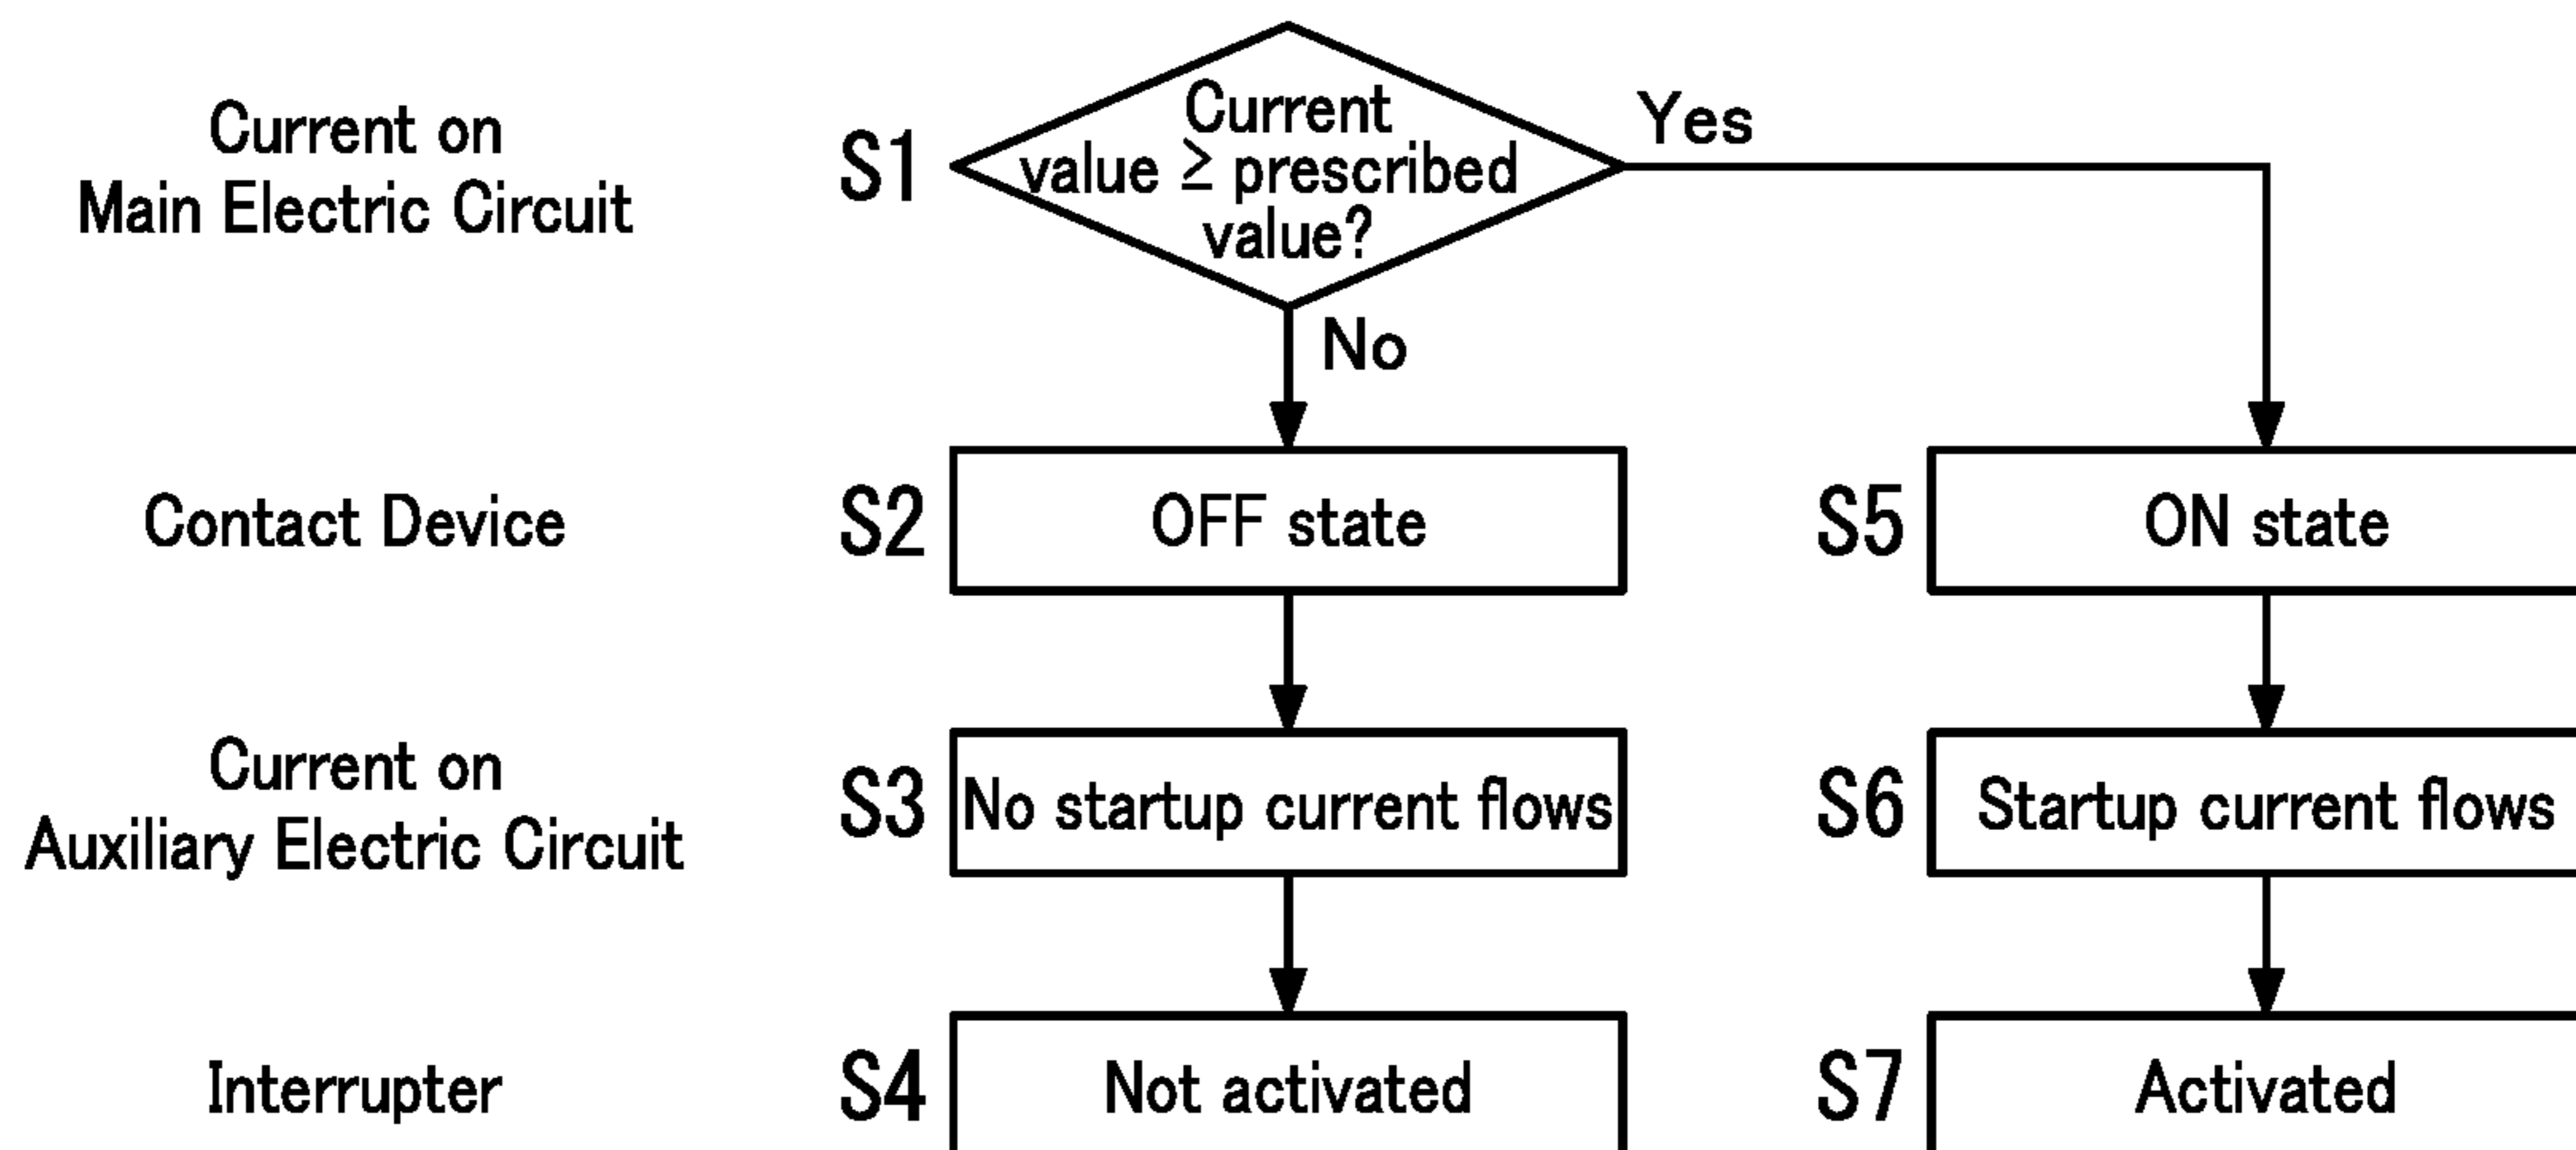 Current on
Main Electric Circuit
S1
Current
value ≥ prescribed
value?
Yes
No
Contact Device
S2
OFF state
S5
ON state
Current on
Auxiliary Electric Circuit
S3
No startup current flows
S6
Startup current flows
Interrupter
S4
Not activated
S7
Activated